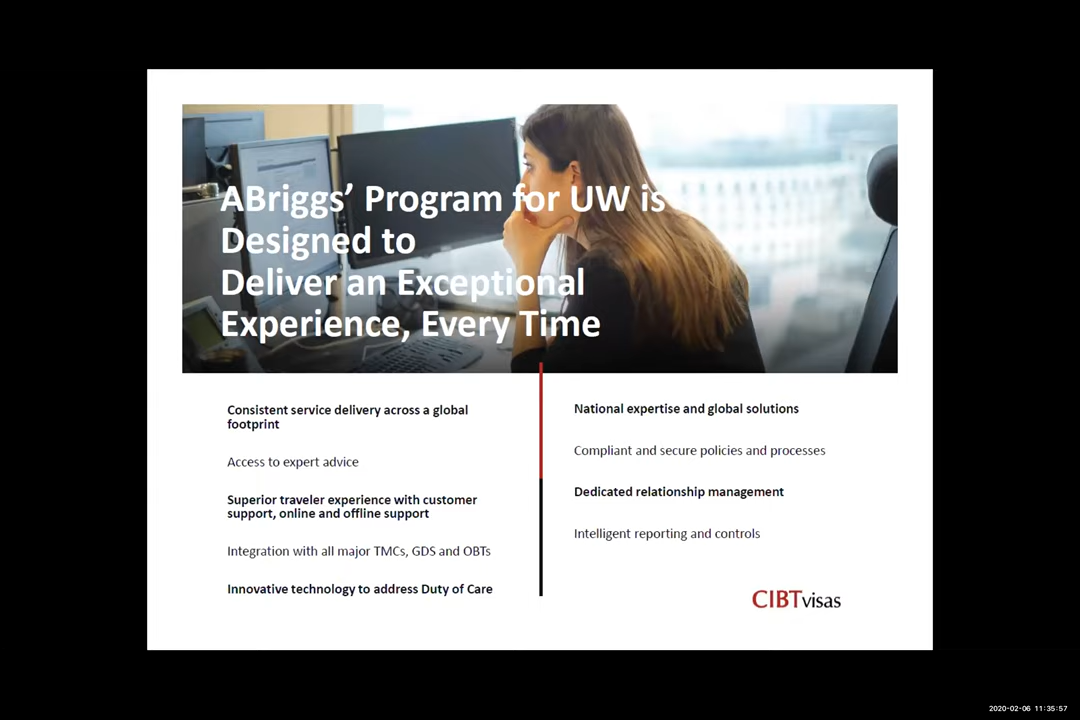 ABriggs’ Program for UW is
Designed to
Deliver an Exceptional
Experience, Every Time
Consistent service delivery across a global
footprint
Access to expert advice
Superior traveler experience with customer
support, online and offline support
Integration with all major TMCs, GDS and OBTs
Innovative technology to address Duty of Care
National expertise and global solutions
Compliant and secure policies and processes
Dedicated relationship management
Intelligent reporting and controls
CIBTvisas
2020-02-06 11:35:57